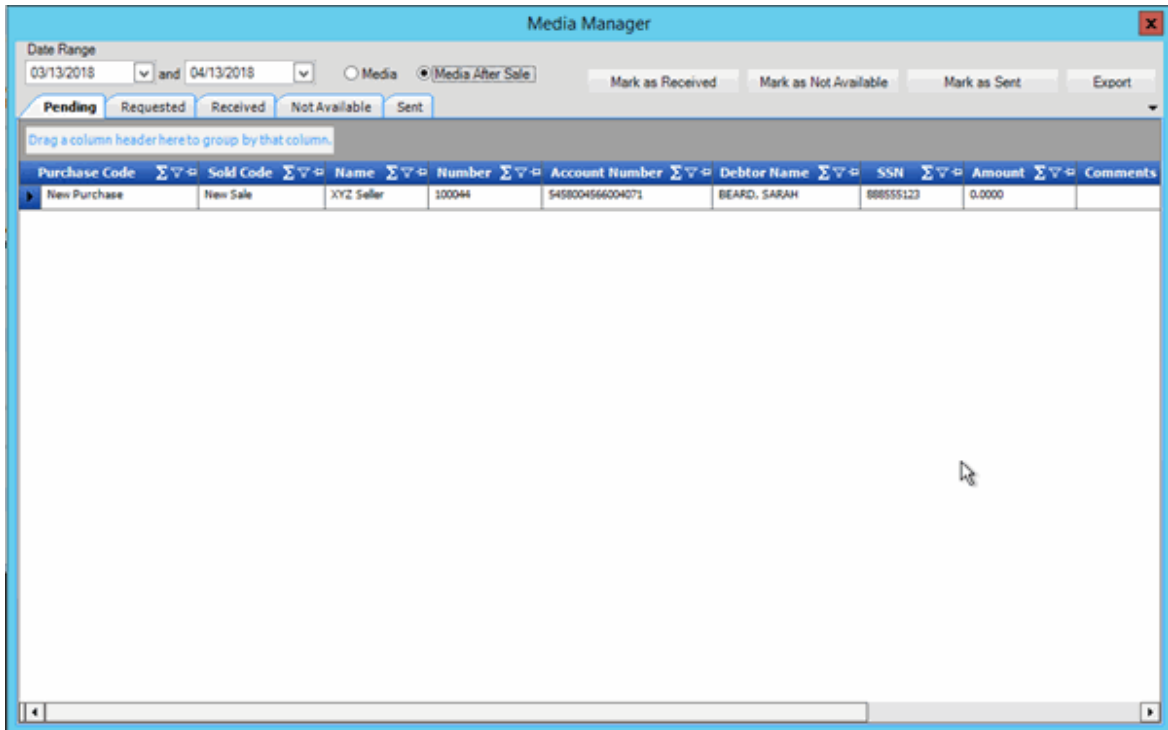 Media Manager
Date Range
03/13/2018 and 04/13/2018 Media Media After Sale Mark as Received Mark as Not Available Mark as Sent Export
Pending Requested Received Not Available Sent
Drag a column header here to group by that column.
Purchase Code Sold Code Name Number Account Number Debtor Name SSN Amount Comments
New Purchase New Sale XYZ Seller 100044 5458004566004071 BEARD, SARAH 888555123 0.0000